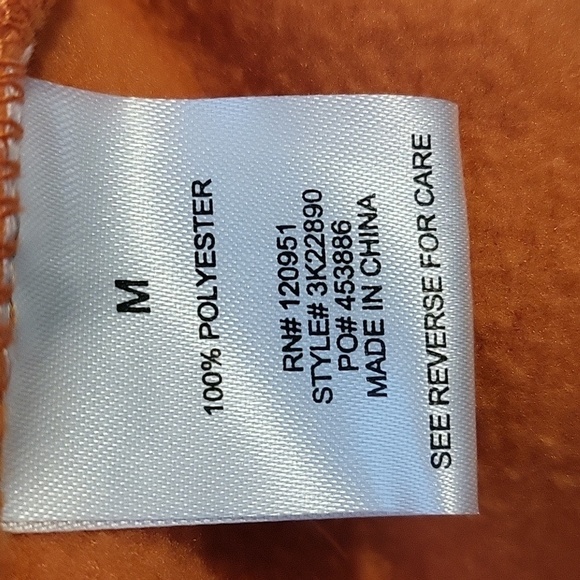 M
100% POLYESTER
RN# 120951
STYLE# 3K22890
PO# 453886
MADE IN CHINA
SEE REVERSE FOR CARE